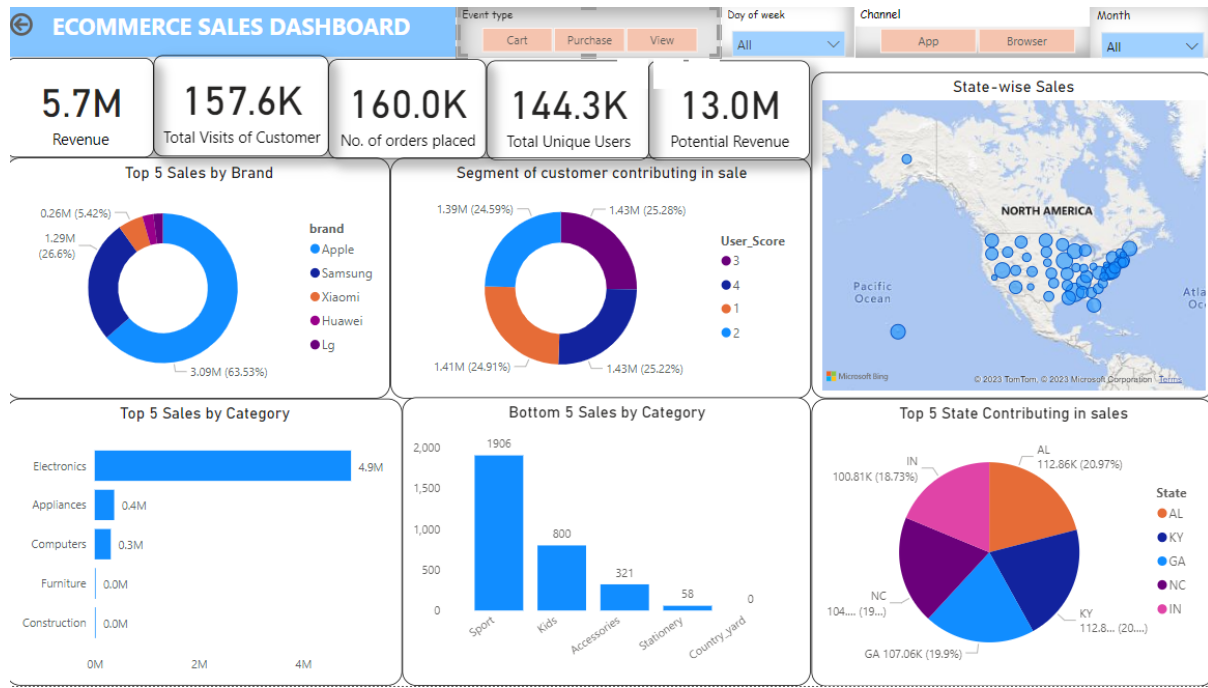 ECOMMERCE SALES DASHBOARD
Event type
Cart
Purchase
View
Day of week
All
Channel
App
Browser
Month
All
5.7M
Revenue
157.6K
Total Visits of Customer
160.0K
No. of orders placed
144.3K
Total Unique Users
13.0M
Potential Revenue
State-wise Sales
NORTH AMERICA
Pacific
Ocean
Atla
Oc
Microsoft Bing
© 2023 TomTom, © 2023 Microsoft Corporation Terms
Top 5 Sales by Brand
0.26M (5.42%)
1.29M
(26.6%)
3.09M (63.53%)
brand
Apple
Samsung
Xiaomi
Huawei
Lg
Segment of customer contributing in sale
1.39M (24.59%)
1.43M (25.28%)
1.41M (24.91%)
1.43M (25.22%)
User_Score
3
4
1
2
Top 5 Sales by Category
Electronics
4.9M
Appliances
0.4M
Computers
0.3M
Furniture
0.0M
Construction
0.0M
0M
2M
4M
Bottom 5 Sales by Category
2,000
1,500
1,000
500
0
1906
800
321
58
0
Sport
Kids
Accessories
Stationery
Country_yard
Top 5 State Contributing in sales
IN
100.81K (18.73%)
AL
112.86K (20.97%)
NC
104.... (19...)
KY
112.8... (20....)
GA 107.06K (19.9%)
State
AL
KY
GA
NC
IN